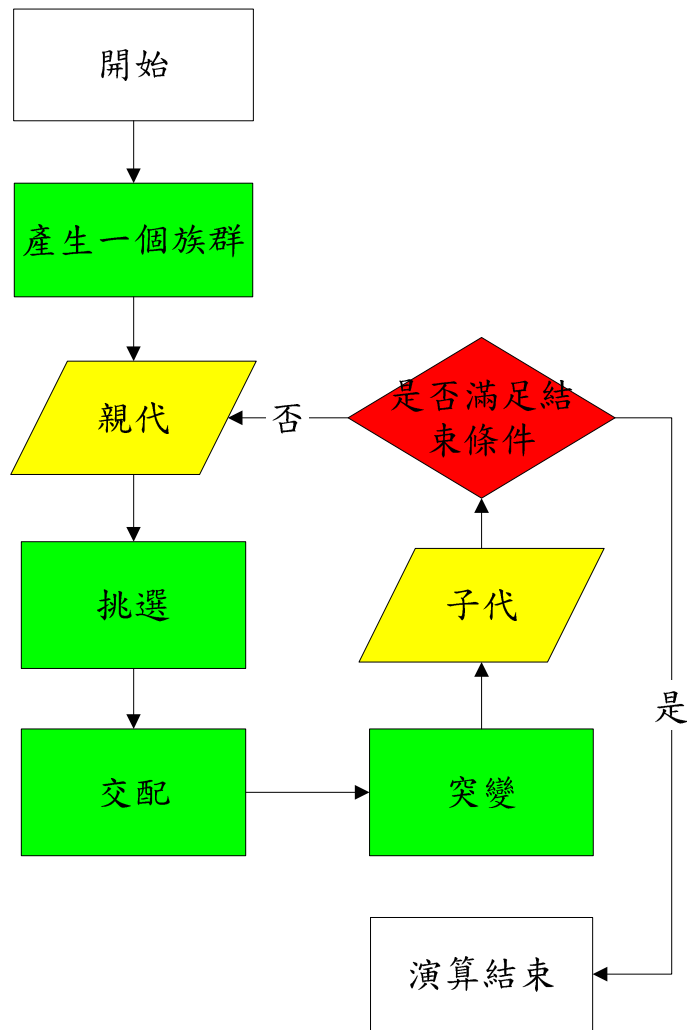 開始
產生一個族群
親代
否
是否滿足結
束條件
挑選
子代
是
交配
突變
演算結束